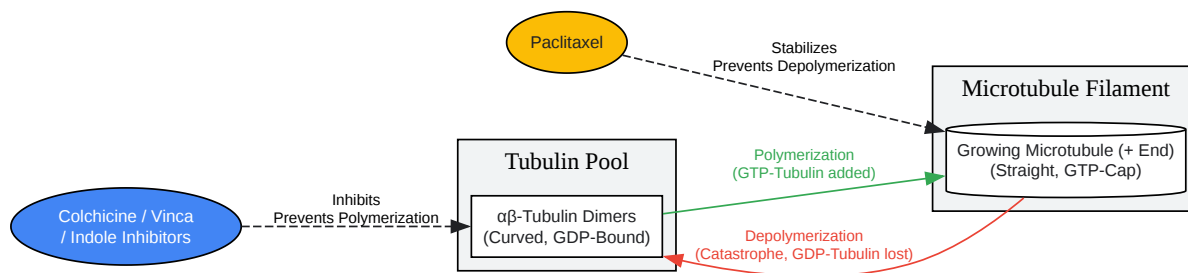 Paclitaxel
Stabilizes
Prevents Depolymerization
Microtubule Filament
Growing Microtubule (+ End)
(Straight, GTP-Cap)
Tubulin Pool
αβ-Tubulin Dimers
(Curved, GDP-Bound)
Polymerization
(GTP-Tubulin added)
Depolymerization
(Catastrophe, GDP-Tubulin lost)
Inhibits
Prevents Polymerization
Colchicine / Vinca
/ Indole Inhibitors